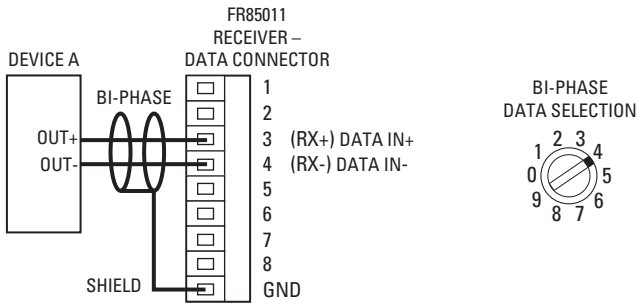 FR85011
RECEIVER –
DATA CONNECTOR
DEVICE A
BI-PHASE
OUT+
OUT-
SHIELD
1
2
3 (RX+) DATA IN+
4 (RX-) DATA IN-
5
6
7
8
GND
BI-PHASE
DATA SELECTION
0
1
2
3
4
5
6
7
8
9